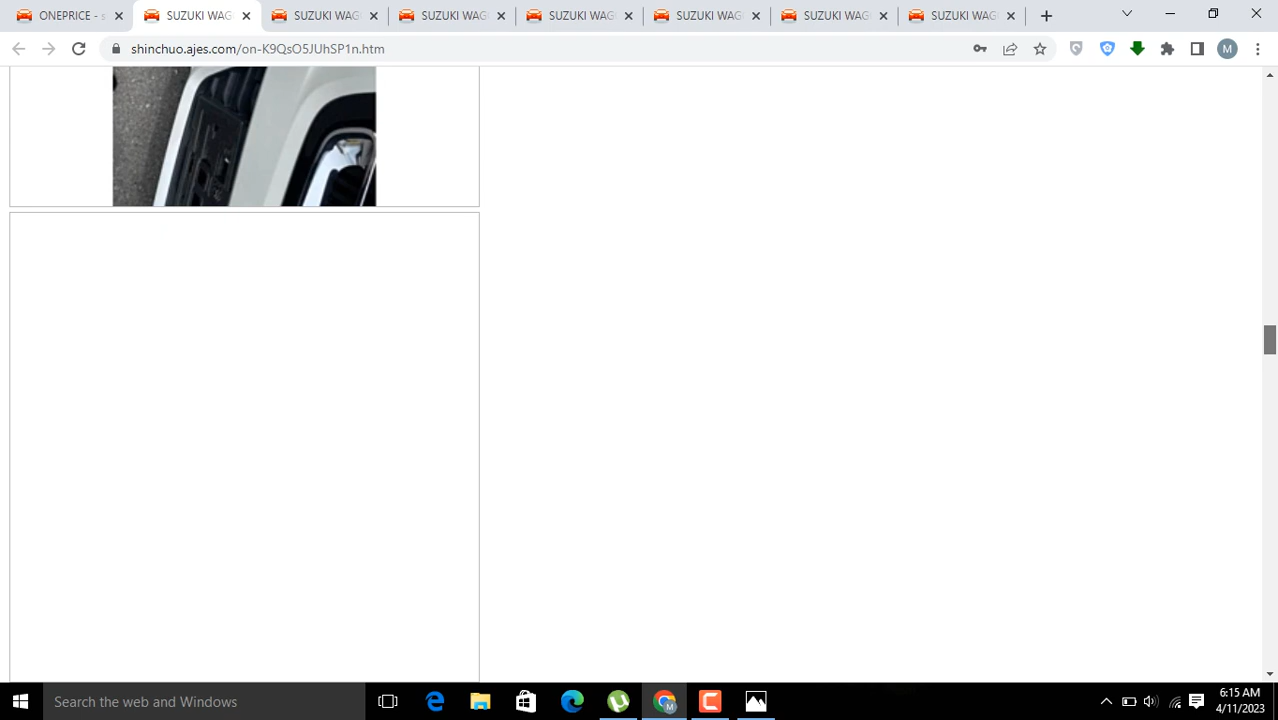 ONEPRICE - s
SUZUKI WAG
SUZUKI WAG
SUZUKI WAG
SUZUKI WAG
SUZUKI WAG
SUZUKI WAG
SUZUKI WAG
shinchuo.ajes.com/on-K9QsO5JUhSP1n.htm
M
Search the web and Windows
6:15 AM
4/11/2023